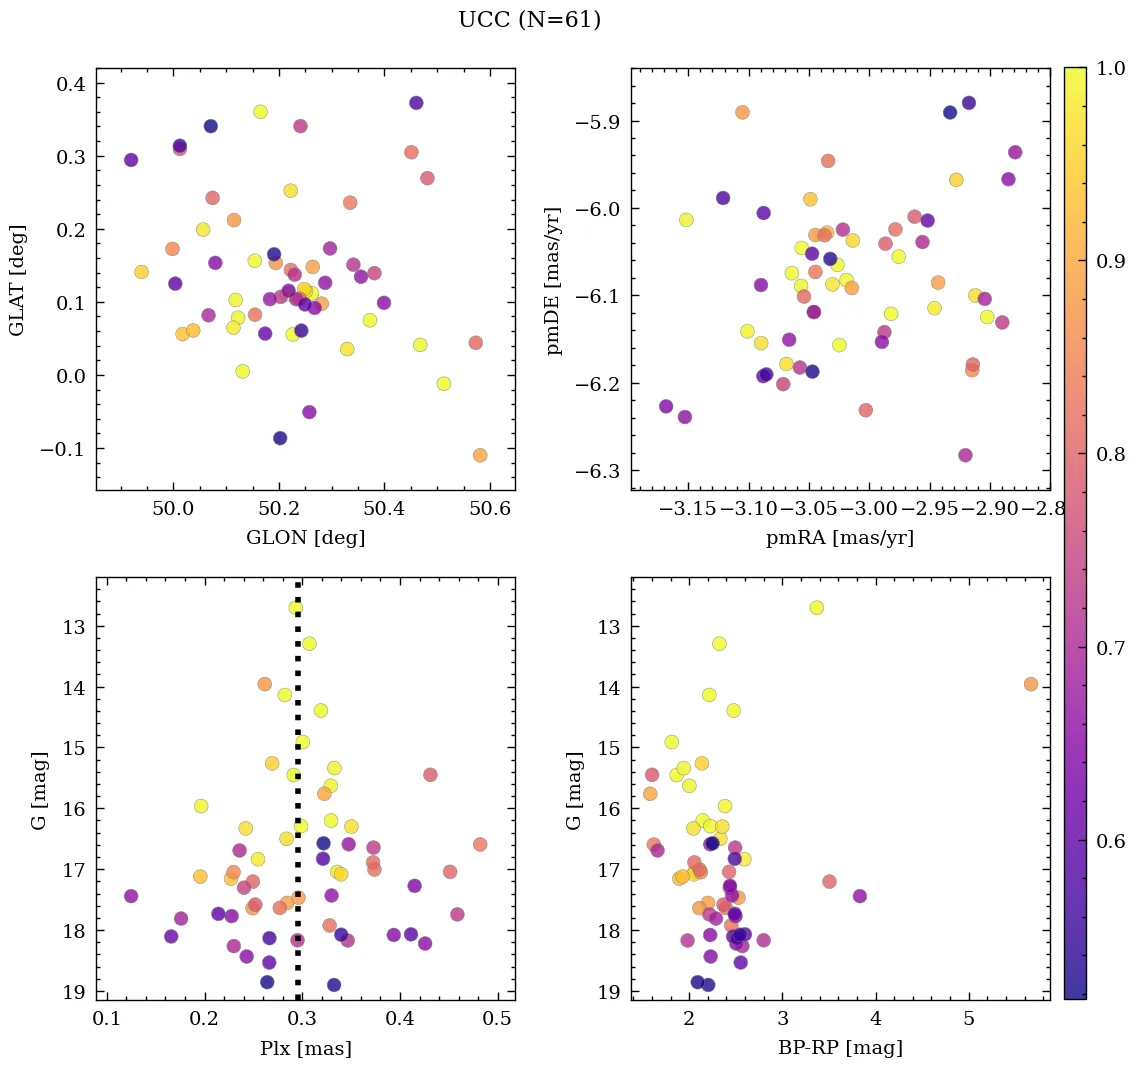 UCC (N=61)
0.4
0.3
0.2
0.1
0.0
−0.1
GLAT [deg]
50.0 50.2 50.4 50.6
GLON [deg]
−5.9
−6.0
−6.1
−6.2
−6.3
pmDE [mas/yr]
−3.15 −3.10 −3.05 −3.00 −2.95 −2.90 −2.8
pmRA [mas/yr]
13
14
15
16
17
18
19
G [mag]
0.1 0.2 0.3 0.4 0.5
Plx [mas]
13
14
15
16
17
18
19
G [mag]
2 3 4 5
BP-RP [mag]
1.0
0.9
0.8
0.7
0.6